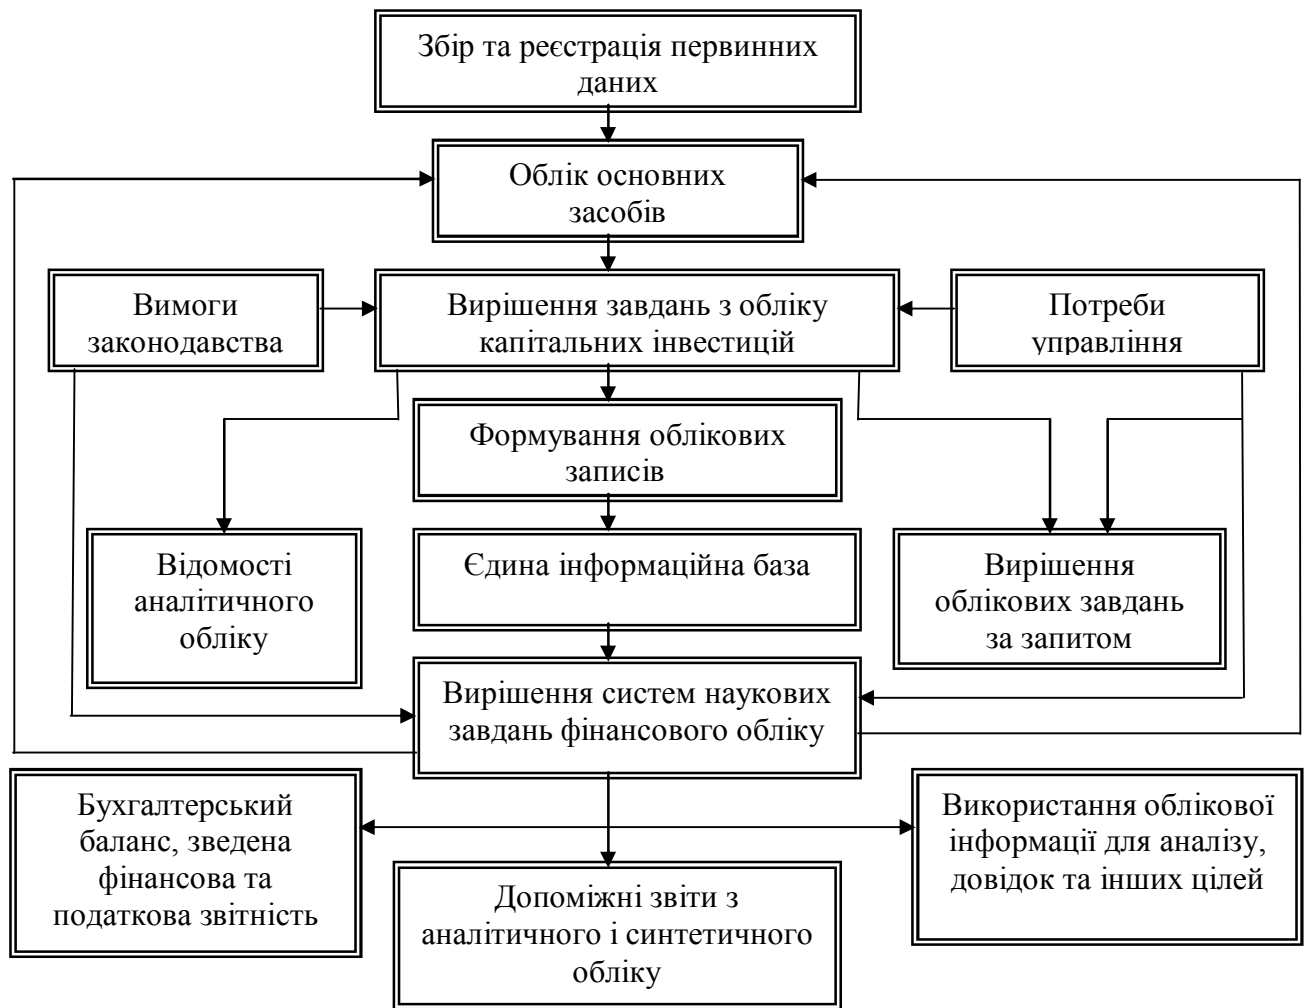 Збір та реєстрація первинних
даних
Облік основних
засобів
Вимоги
законодавства
Вирішення завдань з обліку
капітальних інвестицій
Потреби
управління
Формування облікових
записів
Відомості
аналітичного
обліку
Єдина інформаційна база
Вирішення
облікових завдань
за запитом
Вирішення систем наукових
завдань фінансового обліку
Бухгалтерський
баланс, зведена
фінансова та
податкова звітність
Допоміжні звіти з
аналітичного і синтетичного
обліку
Використання облікової
інформації для аналізу,
довідок та інших цілей